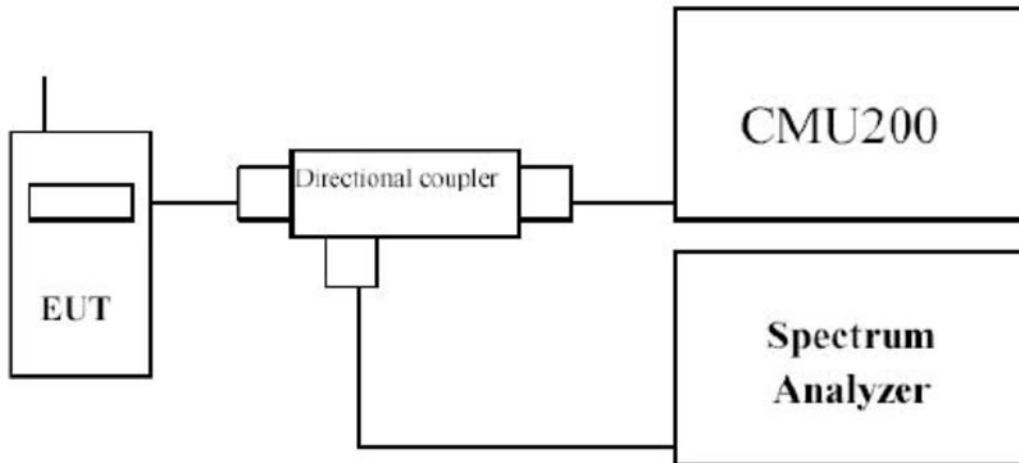 CMU200
Directional coupler
EUT
Spectrum
Analyzer